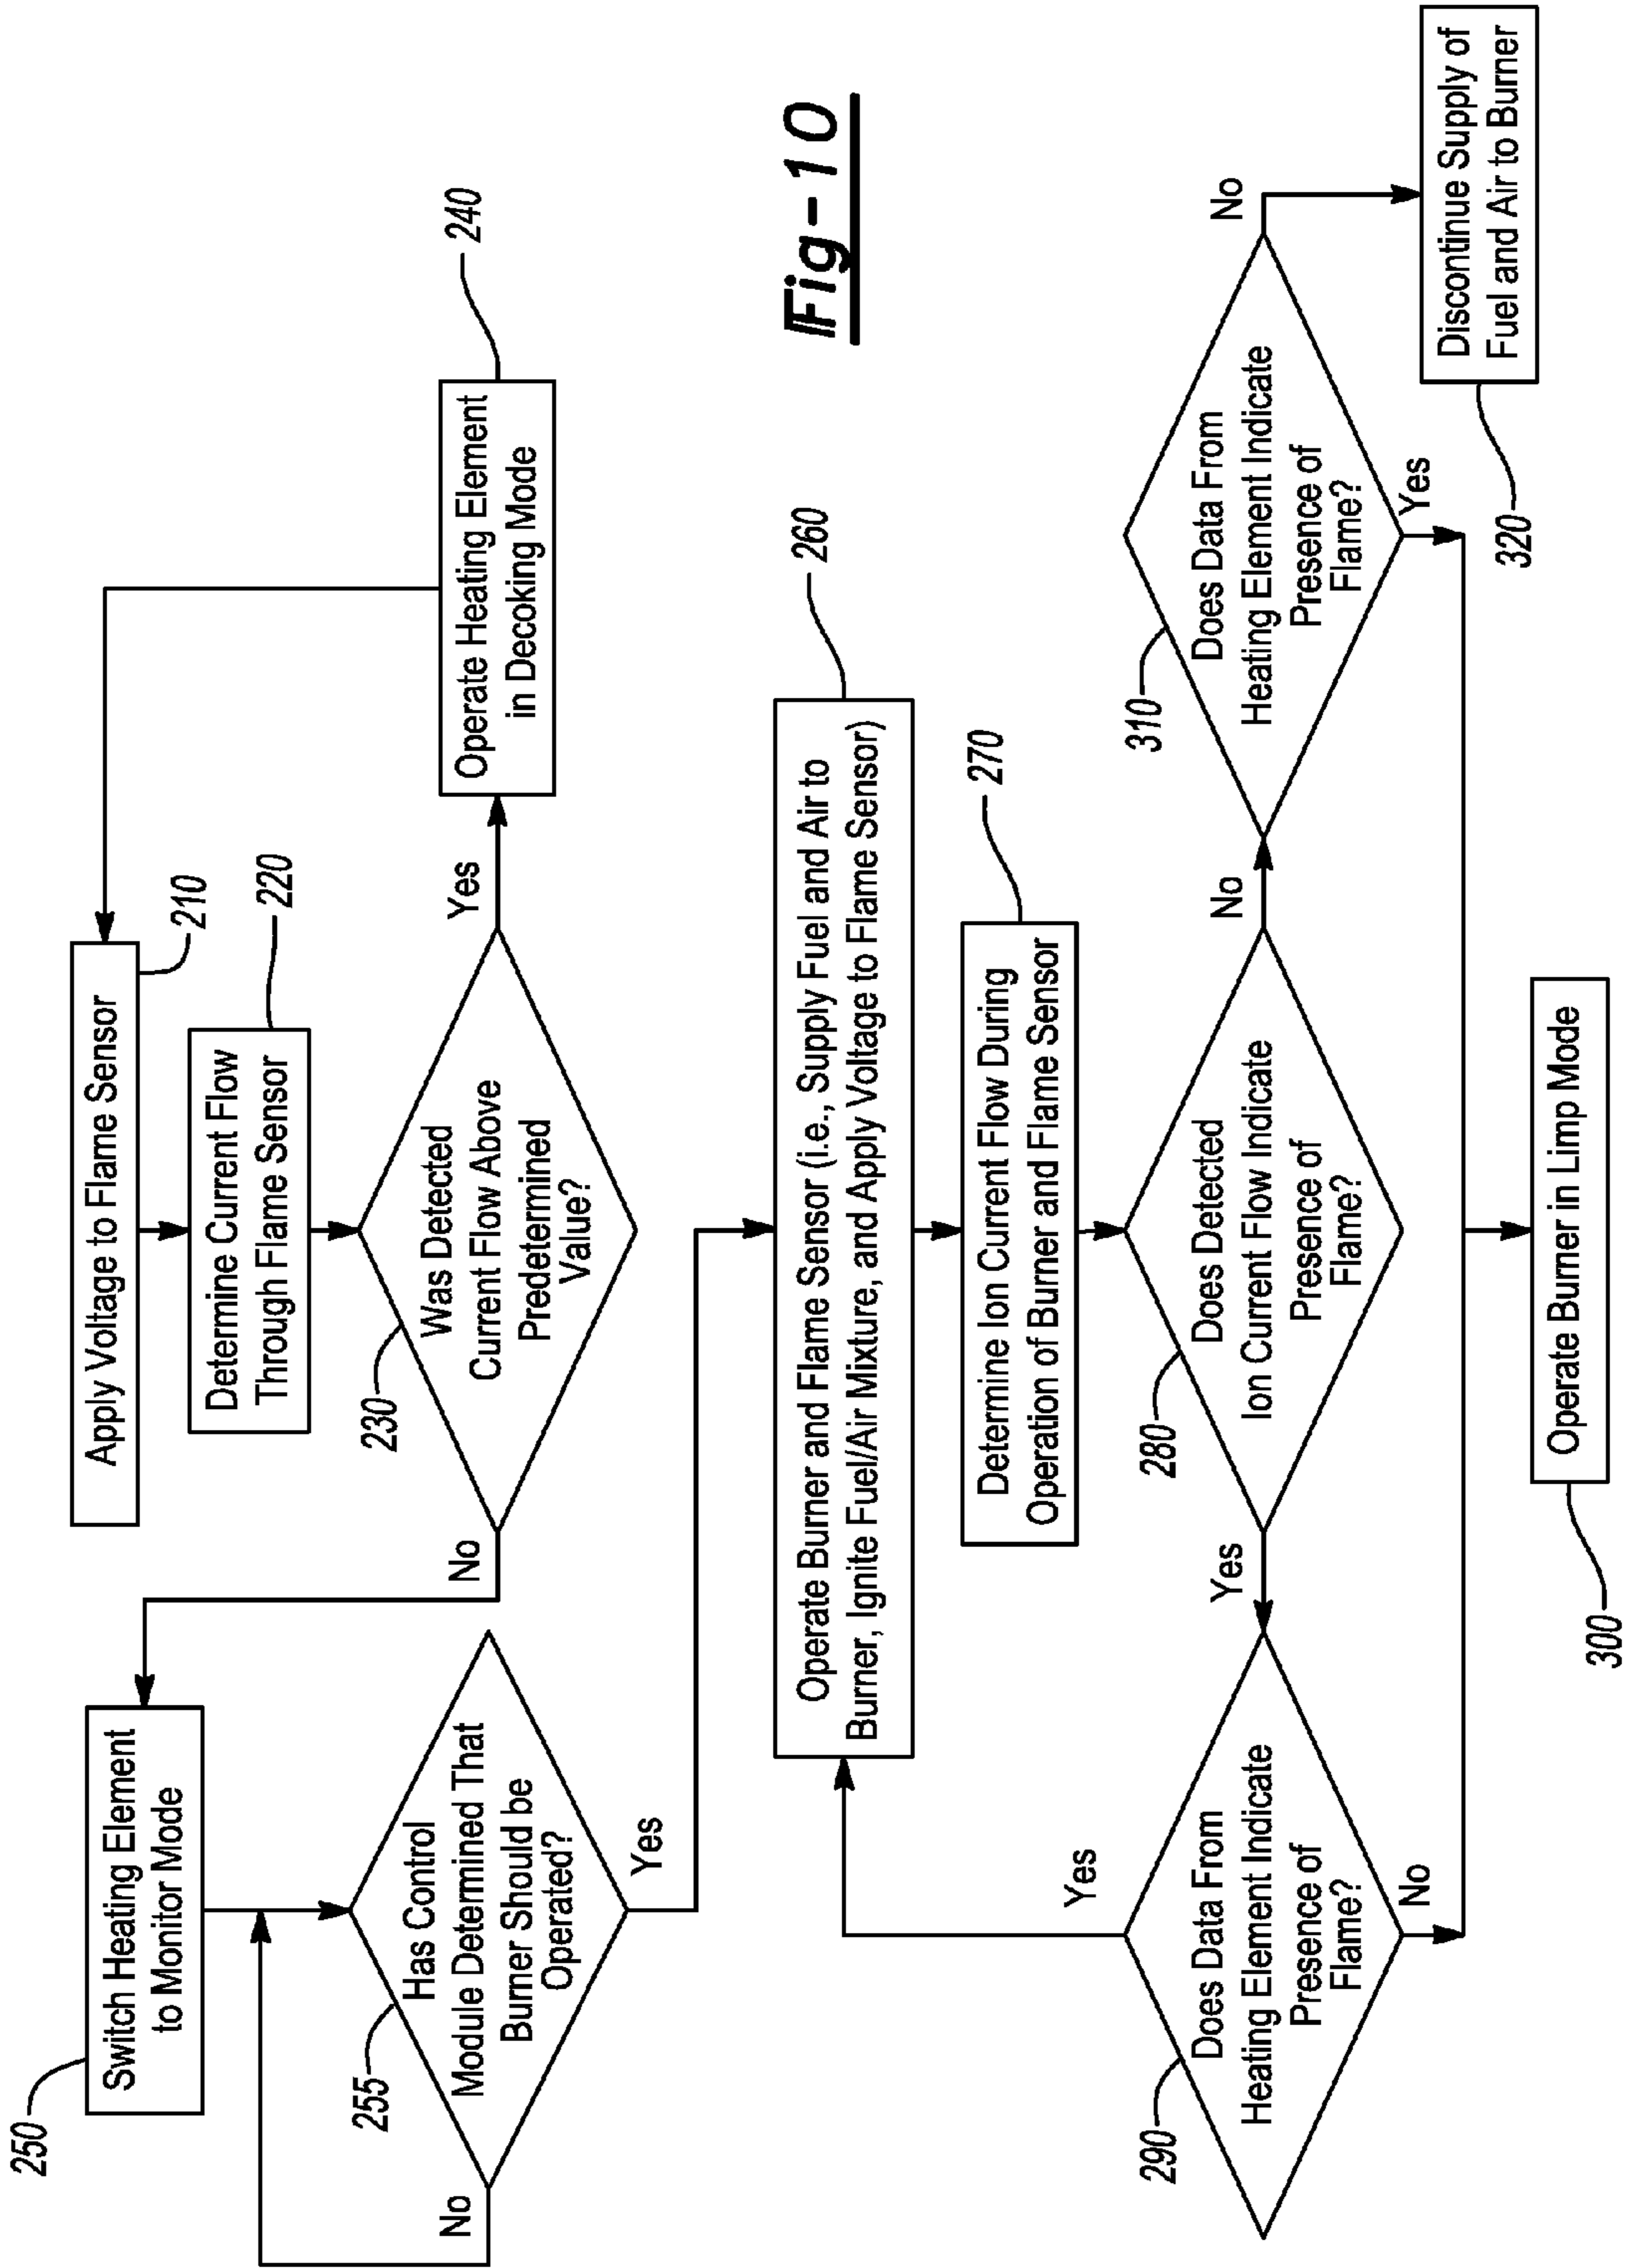 Apply Voltage to Flame Sensor
210
Determine Current Flow
Through Flame Sensor
220
Was Detected
Current Flow Above
Predetermined
Value?
230
Yes
Operate Heating Element
in Decoking Mode
240
No
Switch Heating Element
to Monitor Mode
250
Has Control
Module Determined That
Burner Should be
Operated?
255
No
Yes
Operate Burner and Flame Sensor (i.e., Supply Fuel and Air to
Burner, Ignite Fuel/Air Mixture, and Apply Voltage to Flame Sensor)
260
Determine Ion Current Flow During
Operation of Burner and Flame Sensor
270
Does Detected
Ion Current Flow Indicate
Presence of
Flame?
280
Yes
No
Does Data From
Heating Element Indicate
Presence of
Flame?
290
Yes
No
Does Data From
Heating Element Indicate
Presence of
Flame?
310
No
Yes
Operate Burner in Limp Mode
300
Discontinue Supply of
Fuel and Air to Burner
320
Fig-10